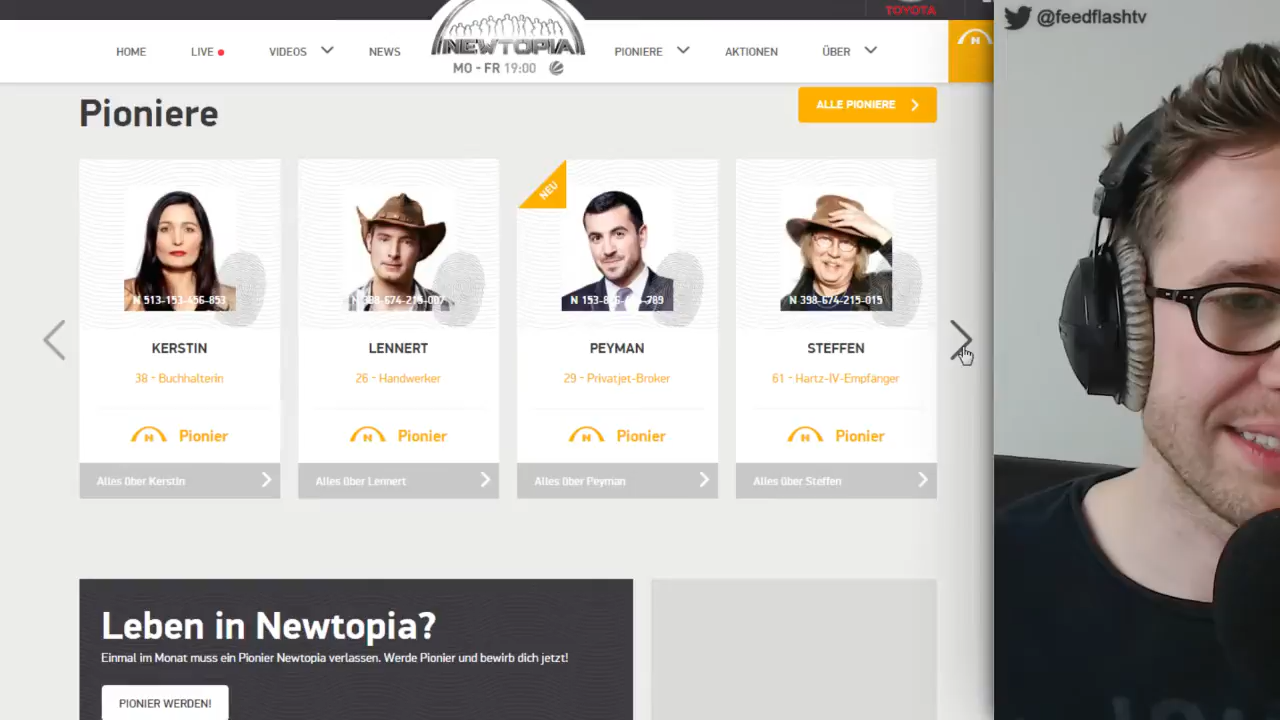 TOYOTA
@feedflashtv
HOME
LIVE
VIDEOS
NEWS
NEWTOPIA
MO - FR 19:00
PIONIERE
AKTIONEN
ÜBER
Pioniere
ALLE PIONIERE
NEU
N 513-153-456-853
N 398-674-215-007
N 398-674-215-015
KERSTIN
LENNERT
PEYMAN
STEFFEN
38 - Buchhalterin
26 - Handwerker
29 - Privatjet-Broker
61 - Hartz-IV-Empfänger
Pionier
Pionier
Pionier
Pionier
Alles über Kerstin
Alles über Lennert
Alles über Peyman
Alles über Steffen
Leben in Newtopia?
Einmal im Monat muss ein Pionier Newtopia verlassen. Werde Pionier und bewirb dich jetzt!
PIONIER WERDEN!